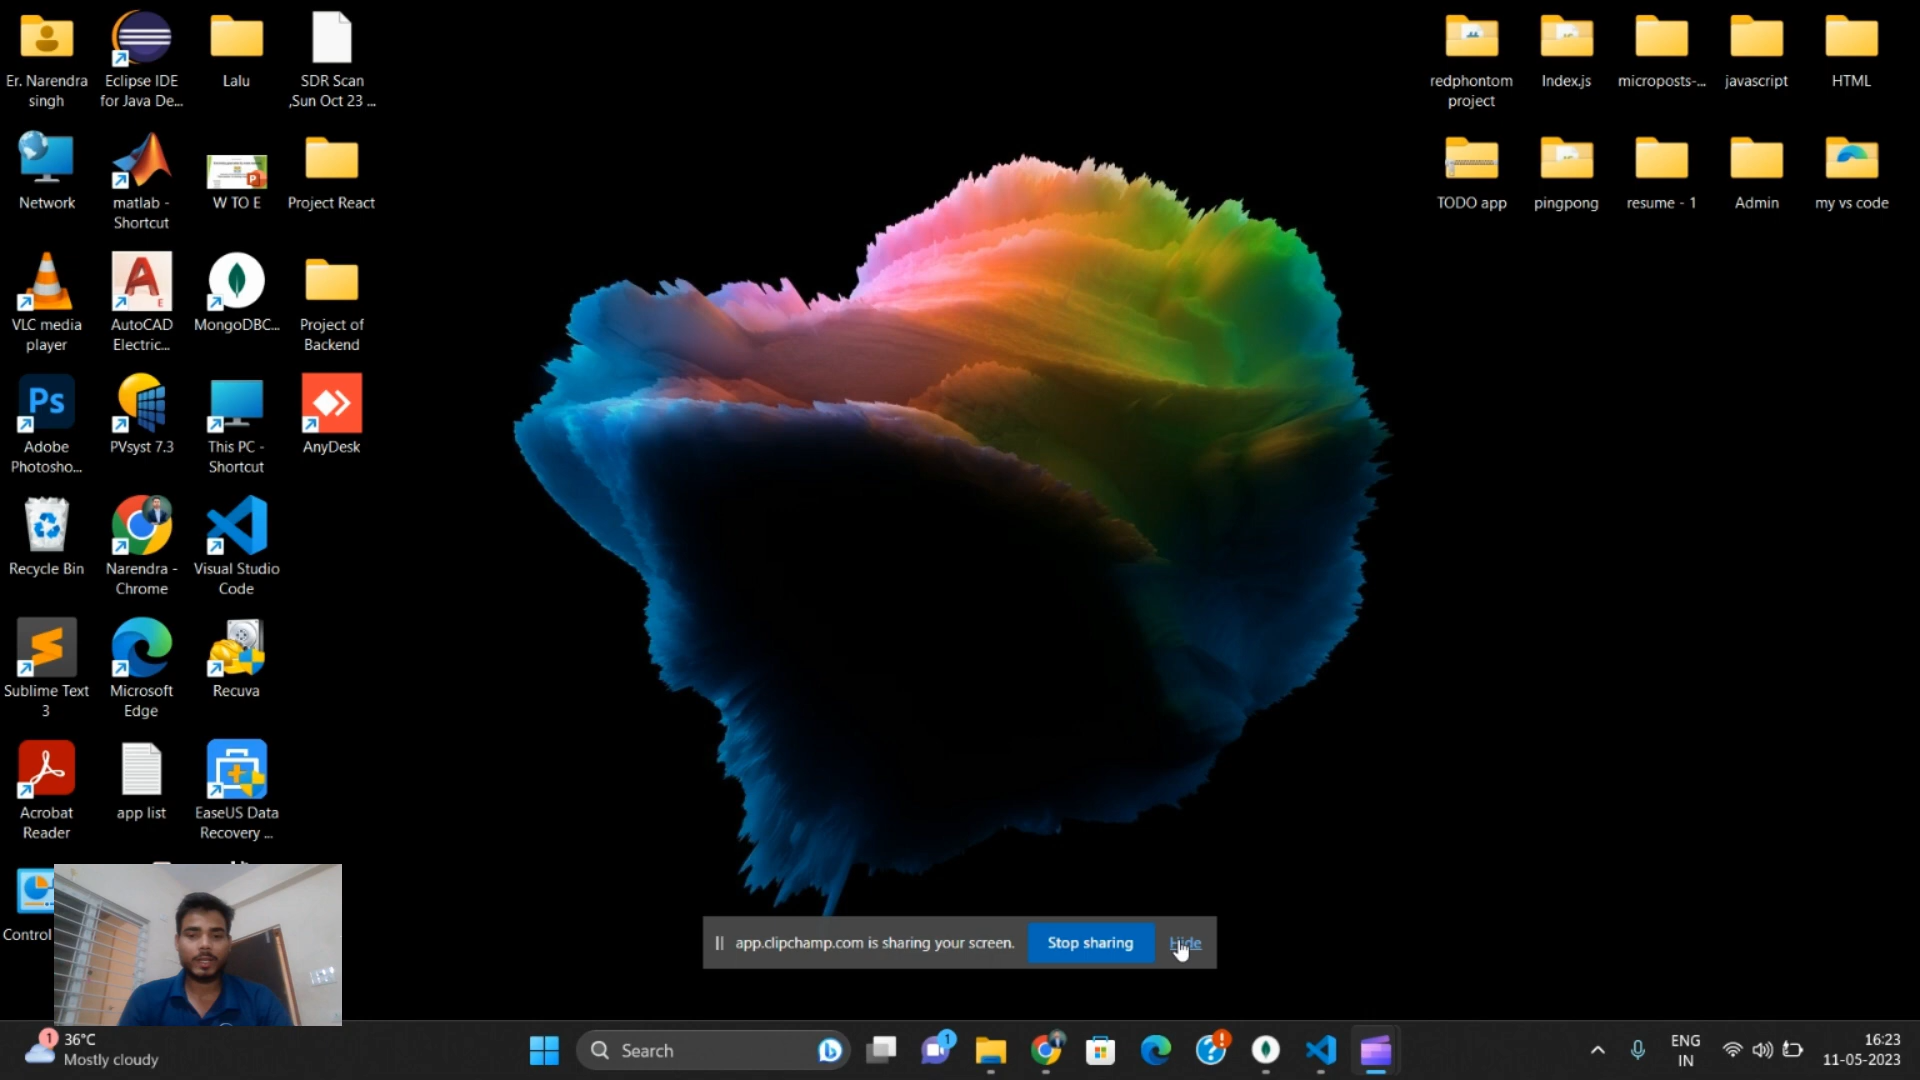 Er. Narendra
singh
Eclipse IDE
for Java De...
Lalu
SDR Scan
,Sun Oct 23 ...
redphontom
project
Index.js
microposts-...
javascript
HTML
Network
matlab -
Shortcut
W TO E
Project React
TODO app
pingpong
resume - 1
Admin
my vs code
VLC media
player
AutoCAD
Electric...
MongoDBC...
Project of
Backend
Ps
Adobe
Photosho...
PVsyst 7.3
This PC -
Shortcut
AnyDesk
Recycle Bin
Narendra -
Chrome
Visual Studio
Code
Sublime Text
3
Microsoft
Edge
Recuva
Acrobat
Reader
app list
EaseUS Data
Recovery ...
Control
app.clipchamp.com is sharing your screen.
Stop sharing
Hide
1
36°C
Mostly cloudy
Search
1
ENG
IN
16:23
11-05-2023